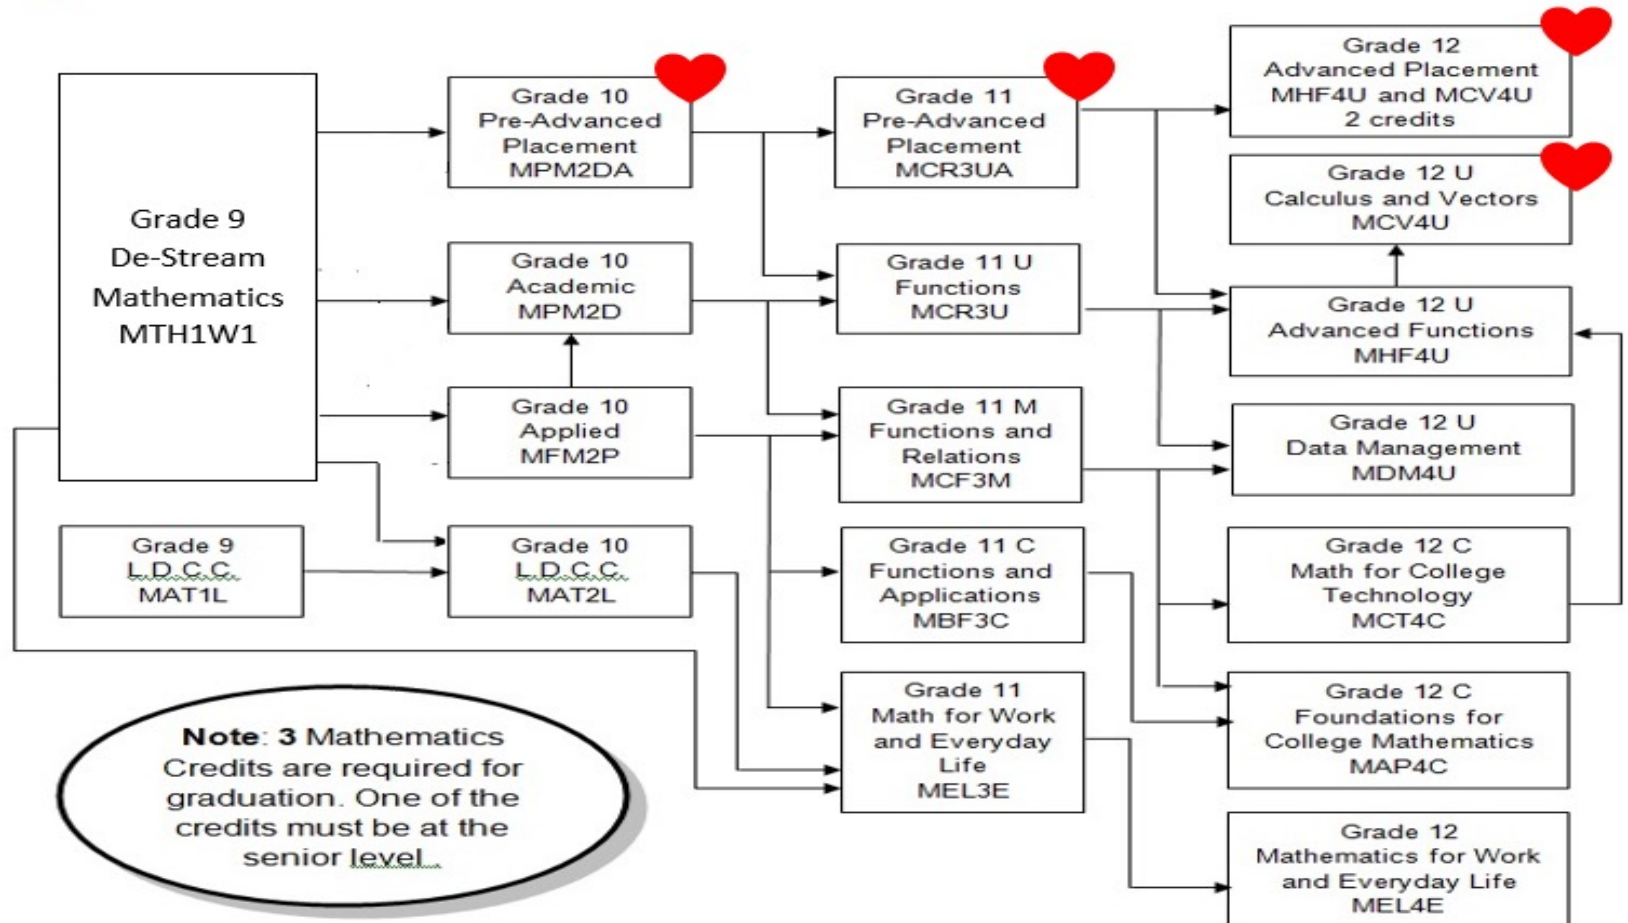 Grade 9
De-Stream
Mathematics
MTH1W1
Grade 9
L.D.C.C.
MAT1L
Grade 10
Pre-Advanced
Placement
MPM2DA
Grade 10
Academic
MPM2D
Grade 10
Applied
MFM2P
Grade 10
L.D.C.C.
MAT2L
Grade 11
Pre-Advanced
Placement
MCR3UA
Grade 11 U
Functions
MCR3U
Grade 11 M
Functions and
Relations
MCF3M
Grade 11 C
Functions and
Applications
MBF3C
Grade 11
Math for Work
and Everyday
Life
MEL3E
Grade 12
Advanced Placement
MHF4U and MCV4U
2 credits
Grade 12 U
Calculus and Vectors
MCV4U
Grade 12 U
Advanced Functions
MHF4U
Grade 12 U
Data Management
MDM4U
Grade 12 C
Math for College
Technology
MCT4C
Grade 12 C
Foundations for
College Mathematics
MAP4C
Grade 12
Mathematics for Work
and Everyday Life
MEL4E
Note: 3 Mathematics
Credits are required for
graduation. One of the
credits must be at the
senior level .